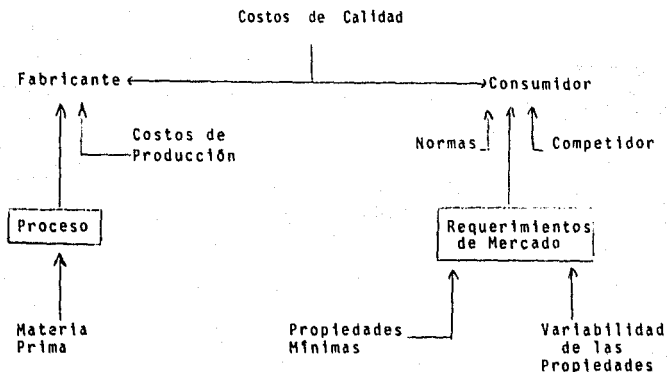 Costos de Calidad
Fabricante
Consumidor
Costos de
Producción
Normas
Competidor
Proceso
Requerimientos
de Mercado
Materia
Prima
Propiedades
Mínimas
Variabilidad
de las
Propiedades